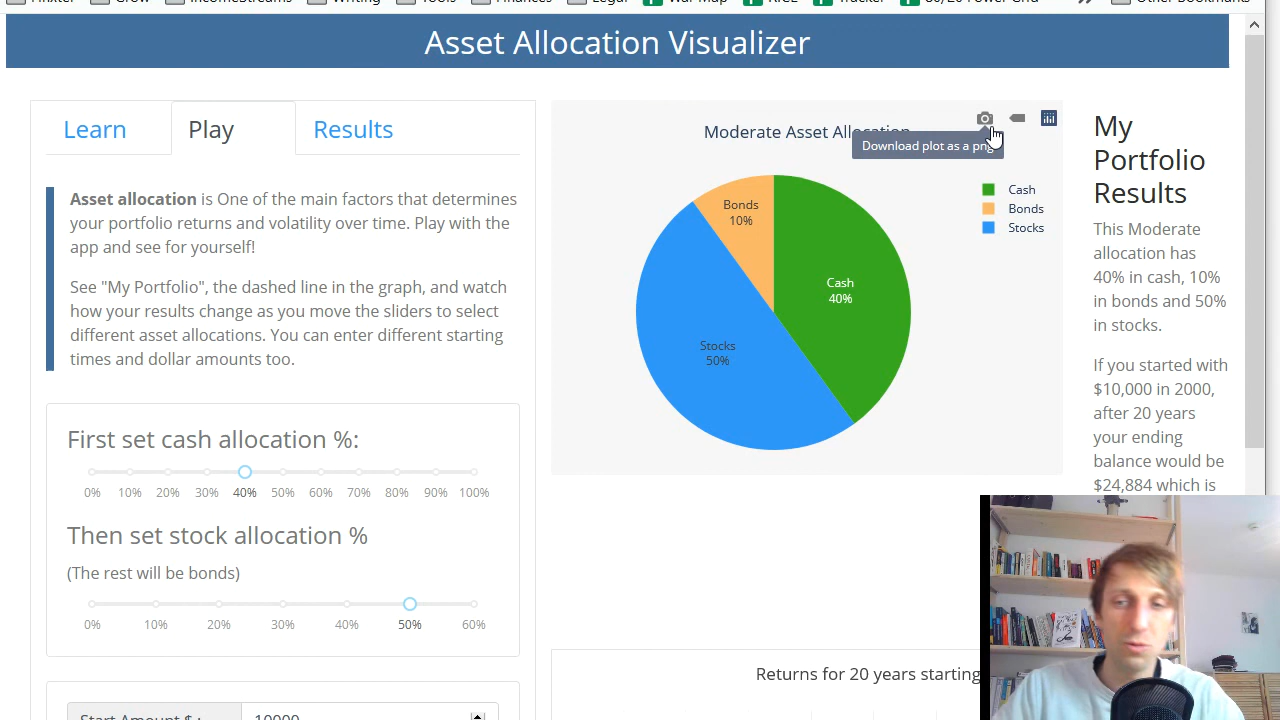 Asset Allocation Visualizer
Learn
Play
Results
Asset allocation is One of the main factors that determines
your portfolio returns and volatility over time. Play with the
app and see for yourself!
See "My Portfolio", the dashed line in the graph, and watch
how your results change as you move the sliders to select
different asset allocations. You can enter different starting
times and dollar amounts too.
First set cash allocation %:
0% 10% 20% 30% 40% 50% 60% 70% 80% 90% 100%
Then set stock allocation %
(The rest will be bonds)
0% 10% 20% 30% 40% 50% 60%
Start Amount $ : 10000
Moderate Asset Allocation
Download plot as a png
Cash
Bonds
Stocks
Bonds
10%
Cash
40%
Stocks
50%
Returns for 20 years starting
My
Portfolio
Results
This Moderate
allocation has
40% in cash, 10%
in bonds and 50%
in stocks.
If you started with
$10,000 in 2000,
after 20 years
your ending
balance would be
$24,884 which is